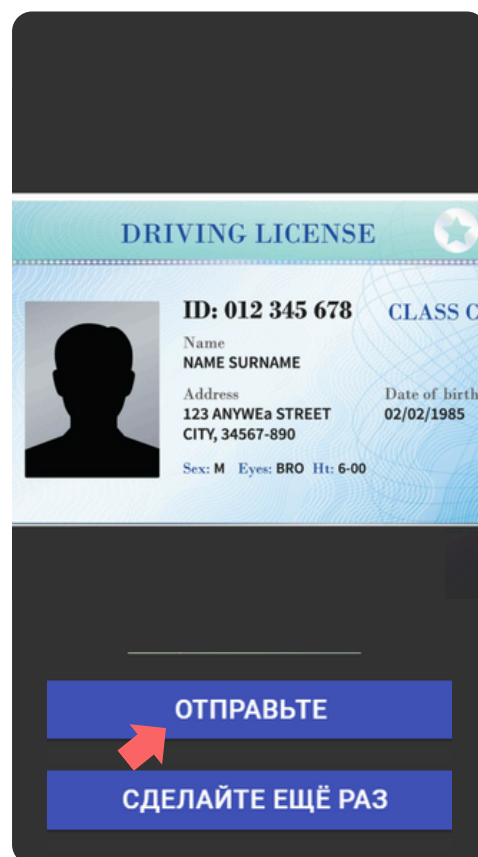 DRIVING LICENSE
ID: 012 345 678 CLASS C
Name
NAME SURNAME
Address Date of birth
123 ANYWEa STREET 02/02/1985
CITY, 34567-890
Sex: M Eyes: BRO Ht: 6-00
ОТПРАВЬТЕ
СДЕЛАЙТЕ ЕЩЁ РАЗ